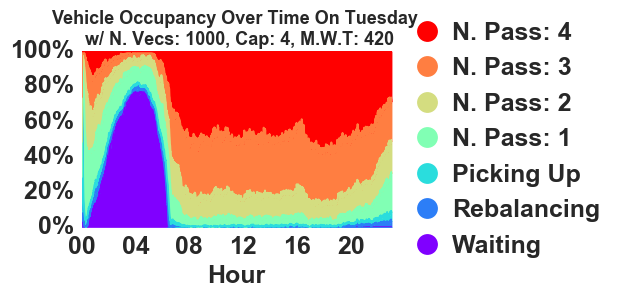 Vehicle Occupancy Over Time On Tuesday
w/ N. Vecs: 1000, Cap: 4, M.W.T: 420
100%
80%
60%
40%
20%
0%
00 04 08 12 16 20
Hour
N. Pass: 4
N. Pass: 3
N. Pass: 2
N. Pass: 1
Picking Up
Rebalancing
Waiting